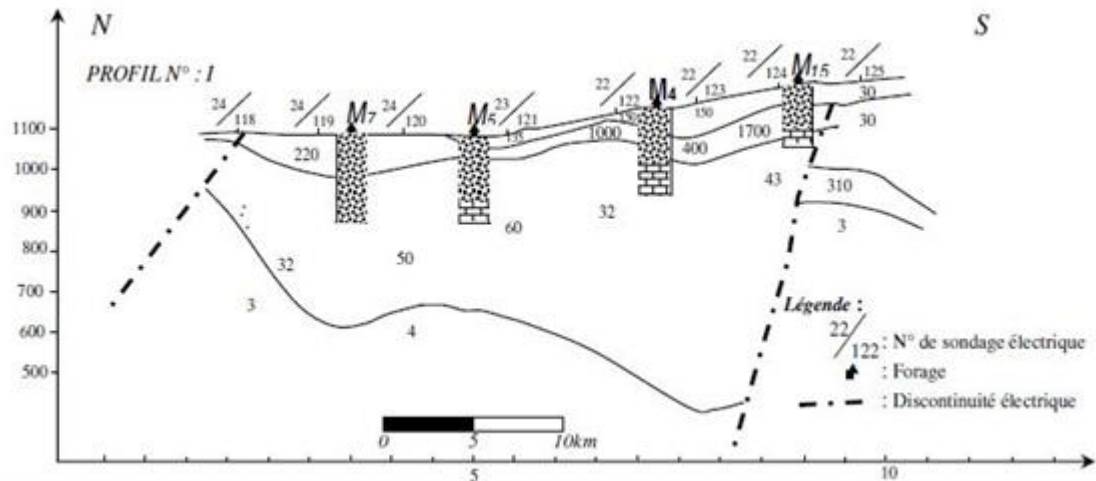 N S
PROFIL N° : I
22 M15 22
22 124 125
22 M4 123 30
24 24 M7 24 M5 23 122 150 30
118 119 120 121 1000 1700
135 400
220 43 310
1100
1000
900
800
700
600
500
60 32 3
50
32
3 4
Légende :
22/122 : N° de sondage électrique
: Forage
: Discontinuité électrique
0 5 10km
5 10